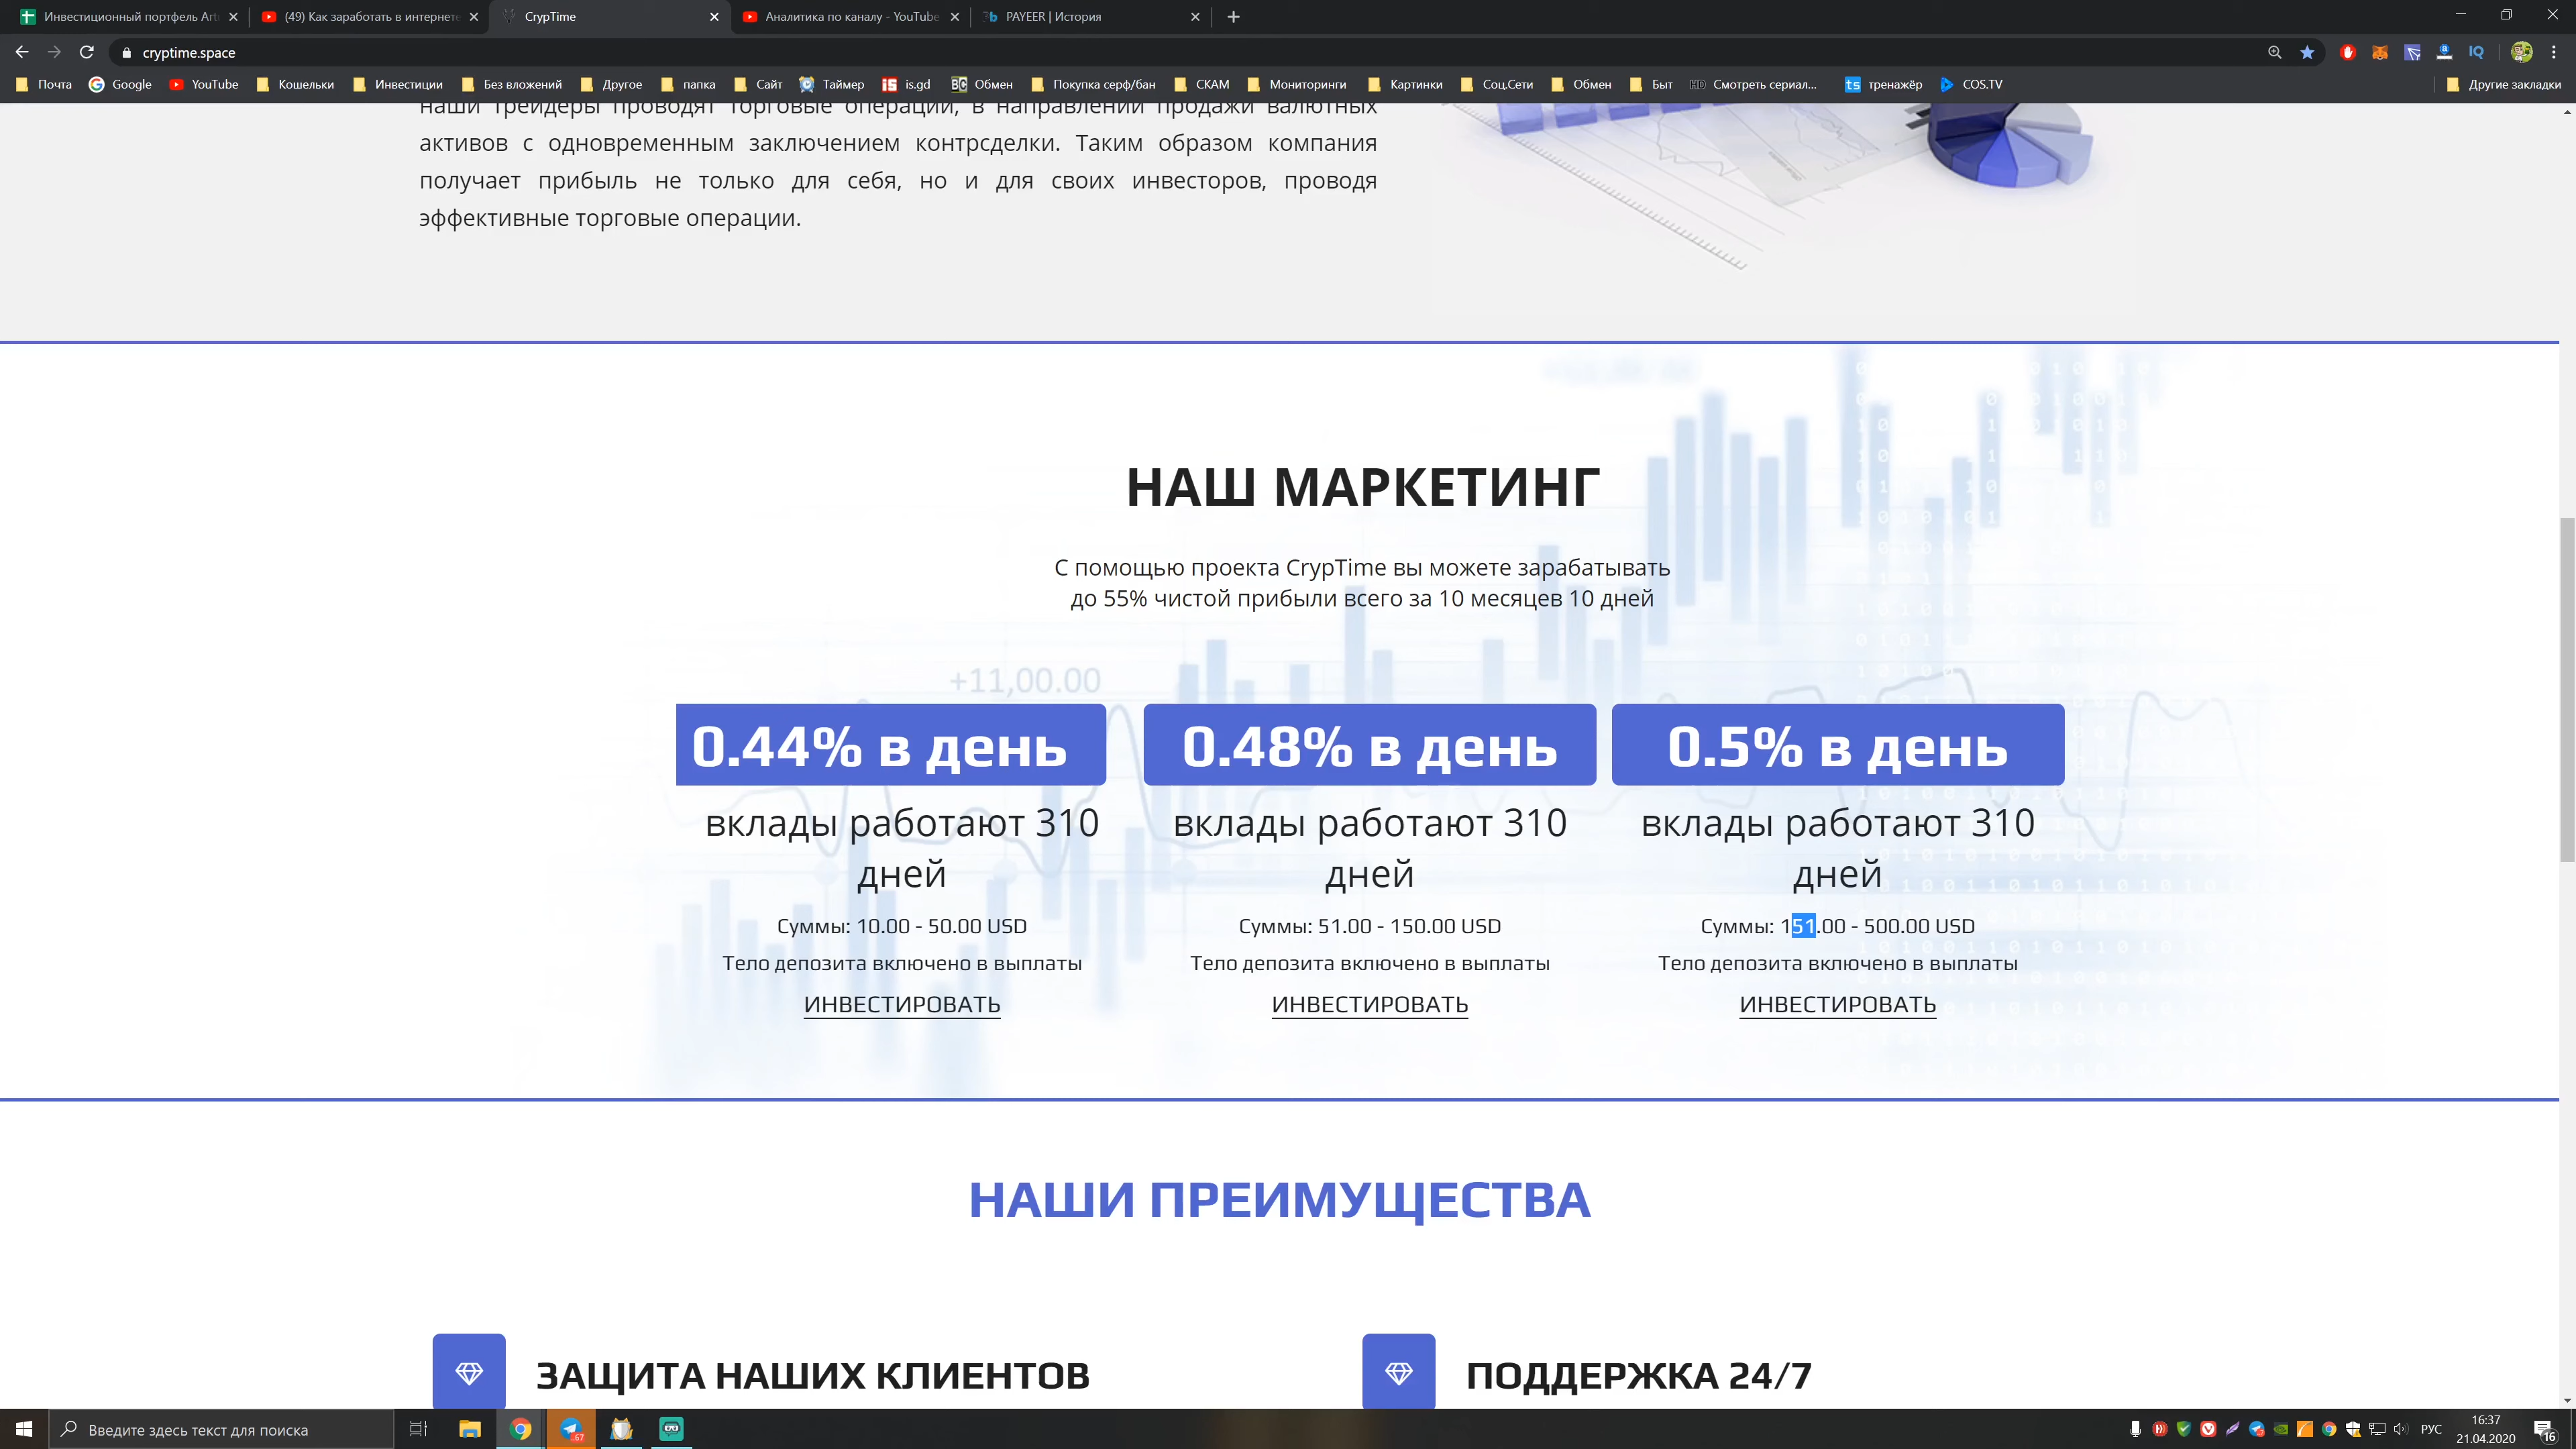 Инвестиционный портфель Art
(49) Как заработать в интернете
CrypTime
Аналитика по каналу - YouTube
PAYEER | История
cryptime.space
Почта
Google
YouTube
Кошельки
Инвестиции
Без вложений
Другое
папка
Сайт
Таймер
is.gd
Обмен
Покупка серф/бан
СКАМ
Мониторинги
Картинки
Соц.Сети
Обмен
Быт
Смотреть сериал...
тренажёр
COS.TV
Другие закладки
наши трейдеры проводят торговые операции, в направлении продажи валютных
активов с одновременным заключением контрсделки. Таким образом компания
получает прибыль не только для себя, но и для своих инвесторов, проводя
эффективные торговые операции.
НАШ МАРКЕТИНГ
С помощью проекта CrypTime вы можете зарабатывать
до 55% чистой прибыли всего за 10 месяцев 10 дней
+11,00.00
0.44% в день
вклады работают 310
дней
Суммы: 10.00 - 50.00 USD
Тело депозита включено в выплаты
ИНВЕСТИРОВАТЬ
0.48% в день
вклады работают 310
дней
Суммы: 51.00 - 150.00 USD
Тело депозита включено в выплаты
ИНВЕСТИРОВАТЬ
0.5% в день
вклады работают 310
дней
Суммы: 151.00 - 500.00 USD
Тело депозита включено в выплаты
ИНВЕСТИРОВАТЬ
НАШИ ПРЕИМУЩЕСТВА
ЗАЩИТА НАШИХ КЛИЕНТОВ
ПОДДЕРЖКА 24/7
Введите здесь текст для поиска
РУС
16:37
21.04.2020
16